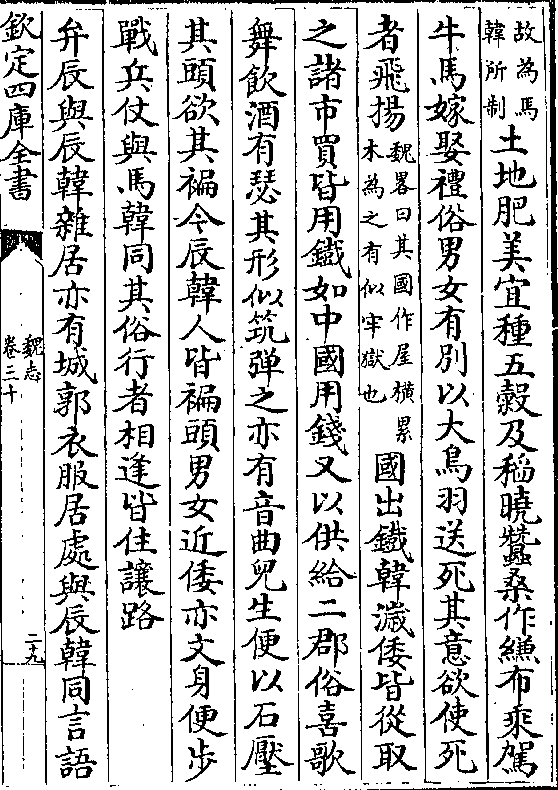 故為馬
韓所制
土地肥美宜種五穀及稻曉蠶桑作縑布乘駕
牛馬嫁娶禮俗男女有別以大鳥羽送死其意欲使死
者飛揚
魏畧曰其國作屋橫累
木為之有似牢獄也
國出鐵韓濊倭皆從取
之諸市買皆用鐵如中國用錢又以供給二郡俗喜歌
舞飲酒有瑟其形似筑彈之亦有音曲兒生便以石壓
其頭欲其褊今辰韓人皆褊頭男女近倭亦文身便步
戰兵仗與馬韓同其俗行者相逢皆住讓路
弁辰與辰韓雜居亦有城郭衣服居處與辰韓同言語
欽定四庫全書
魏志
卷三十
二十九